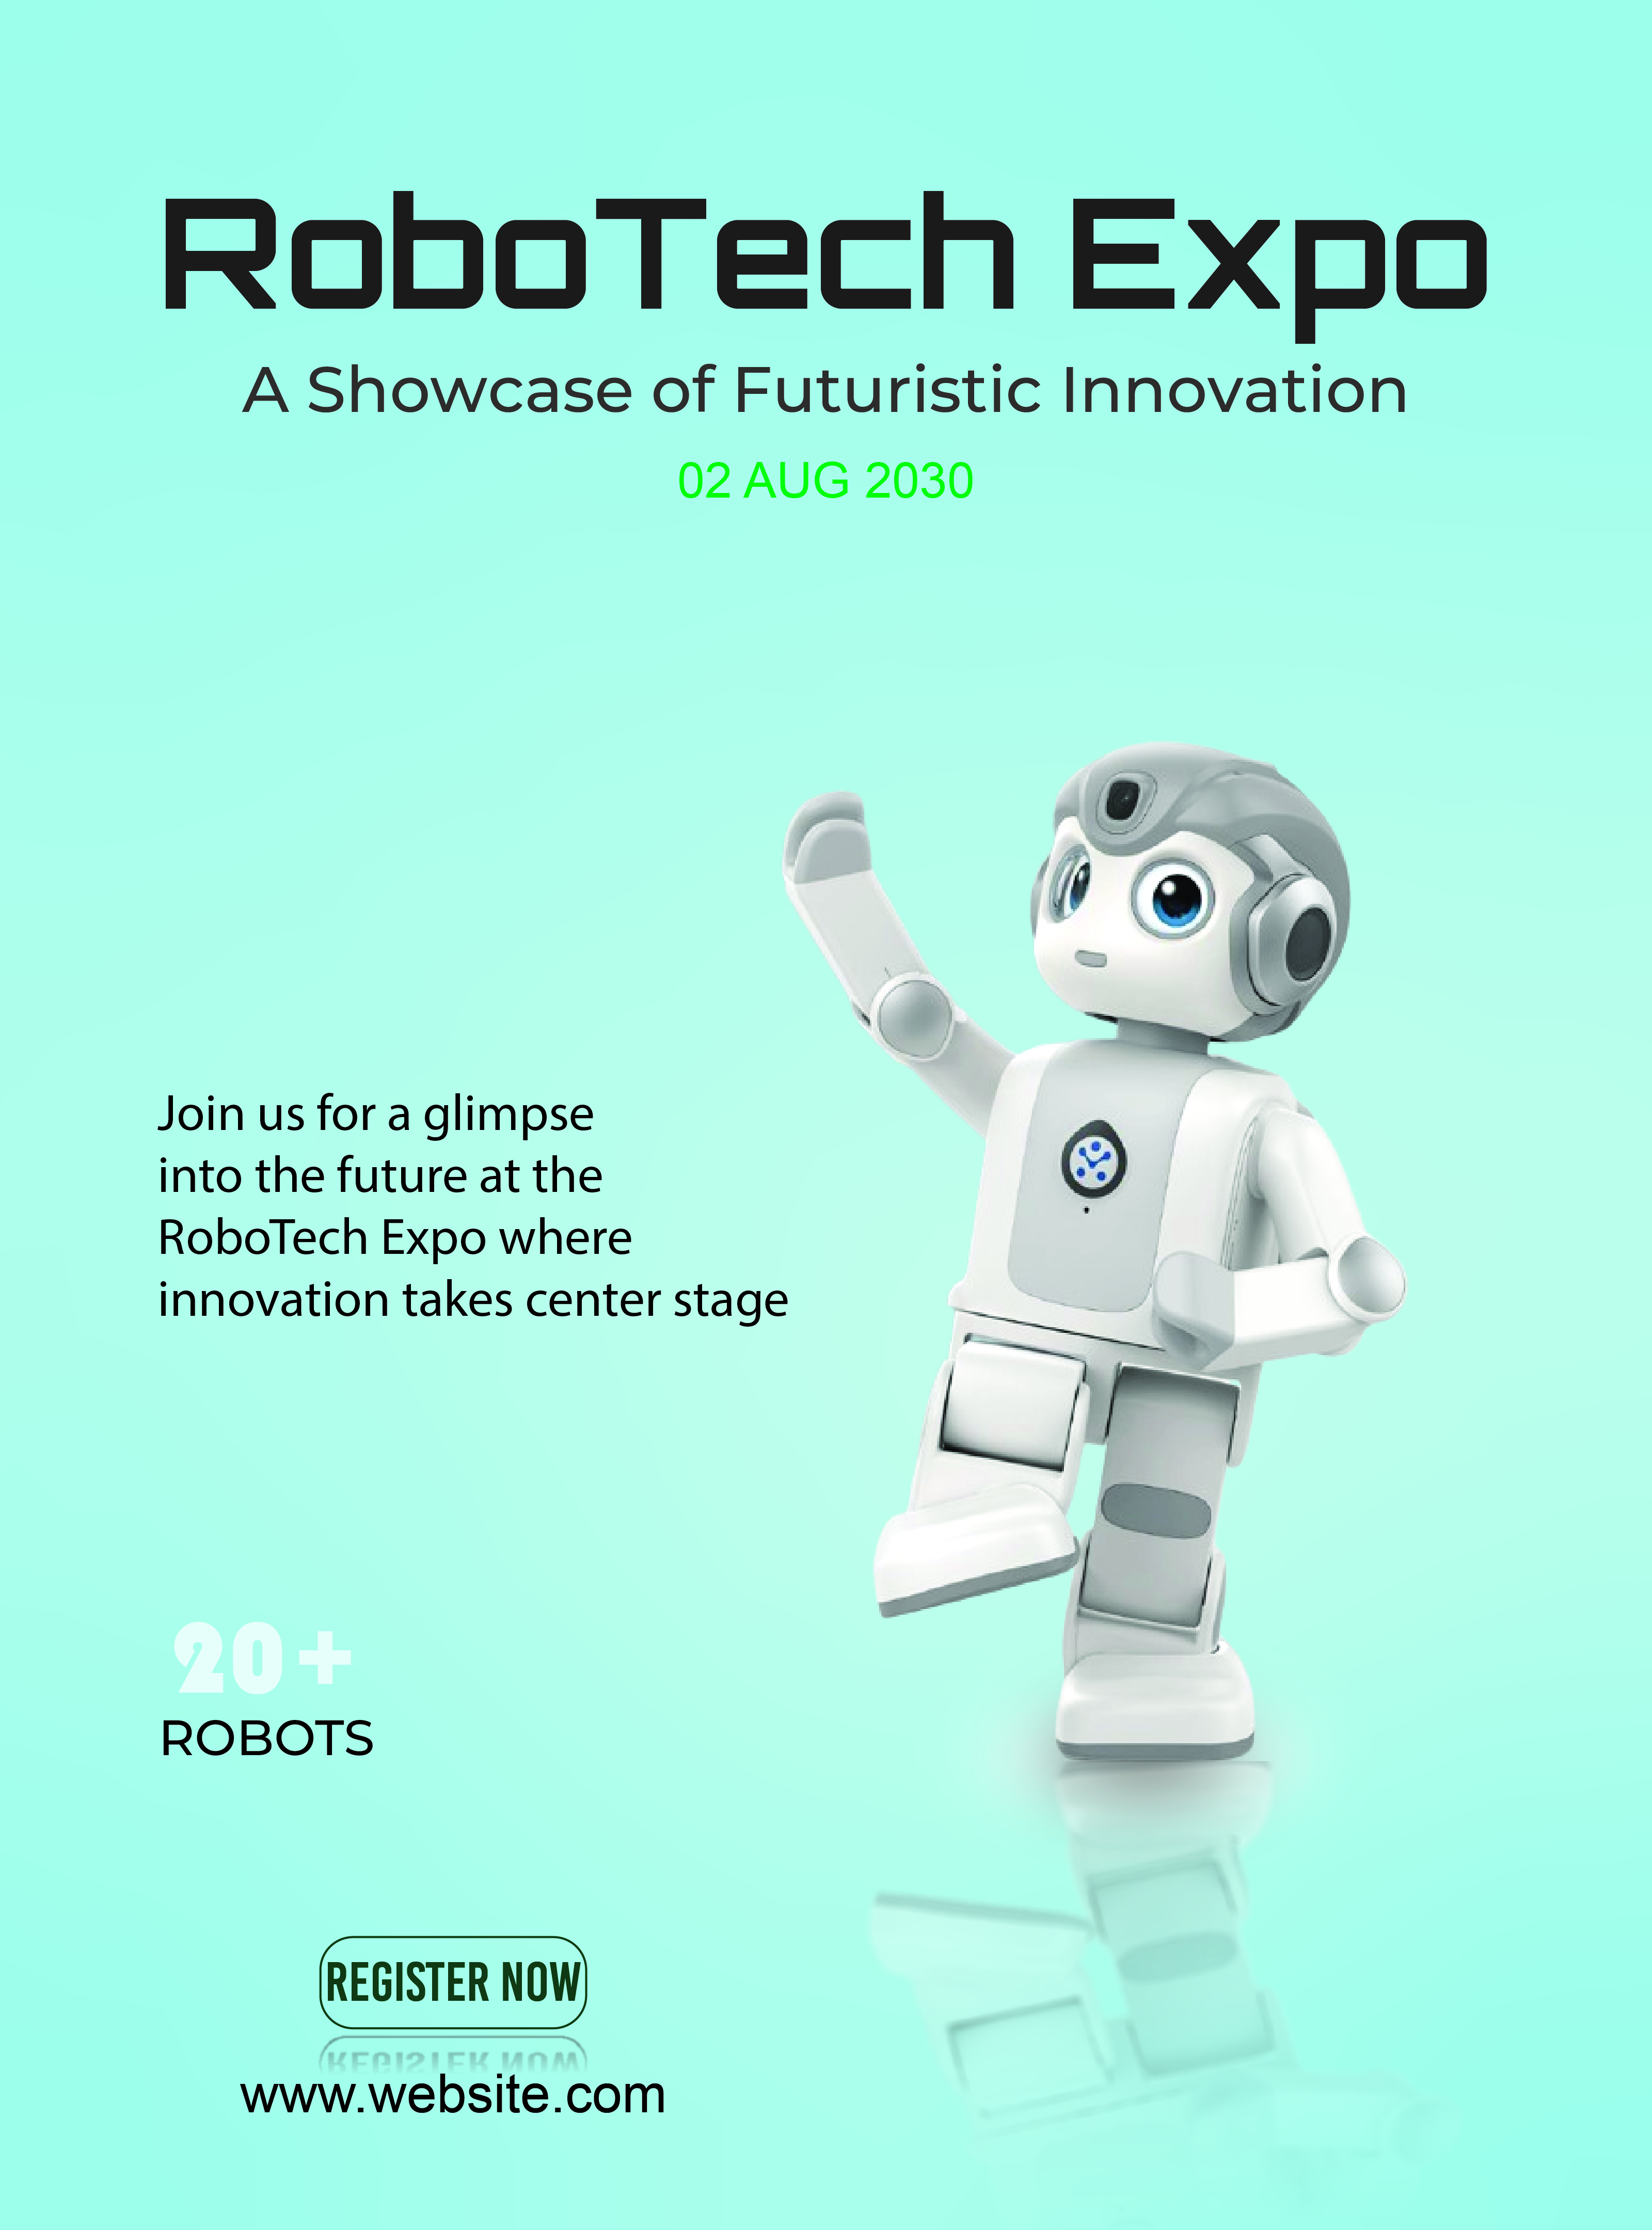 RoboTech Expo
A Showcase of Futuristic Innovation
02 AUG 2030
Join us for a glimpse
into the future at the
RoboTech Expo where
innovation takes center stage
20+
ROBOTS
REGISTER NOW
www.website.com